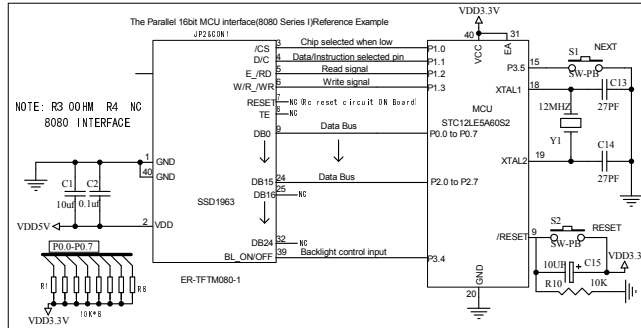 The Parallel 16bit MCU interface(8080 Series I)Reference Example
JP26CON1
NOTE: R3 0OHM R4 NC
8080 INTERFACE
/CS 3 Chip selected when low P1.0
D/C 4 Data/Instruction selected pin P1.1
E_/RD 5 Read signal P1.2
W/R_/WR 6 Write signal P1.3
RESET 7 NC (Rc reset circuit ON Board)
TE 8 NC
DB0 9 Data Bus P0.0 to P0.7
1 GND
40 GND
DB15 24 Data Bus P2.0 to P2.7
DB16 25 NC
SSD1963
C1 10uf
C2 0.1uf
VDD5V 2 VDD
DB24 32 NC
BL_ON/OFF 39 Backlight control input P3.4
ER-TFTM080-1
P0.0-P0.7
R1
R8
10K*8
VDD3.3V
VDD3.3V
40 VCC
31 EA
MCU
STC12LE5A60S2
P3.5 15 S1 NEXT
SW-PB
XTAL1 18 C13
27PF
12MHZ
Y1
XTAL2 19 C14
27PF
/RESET 9 S2 RESET
SW-PB
VDD3.3
10UF + C15
R10 10K
GND
20